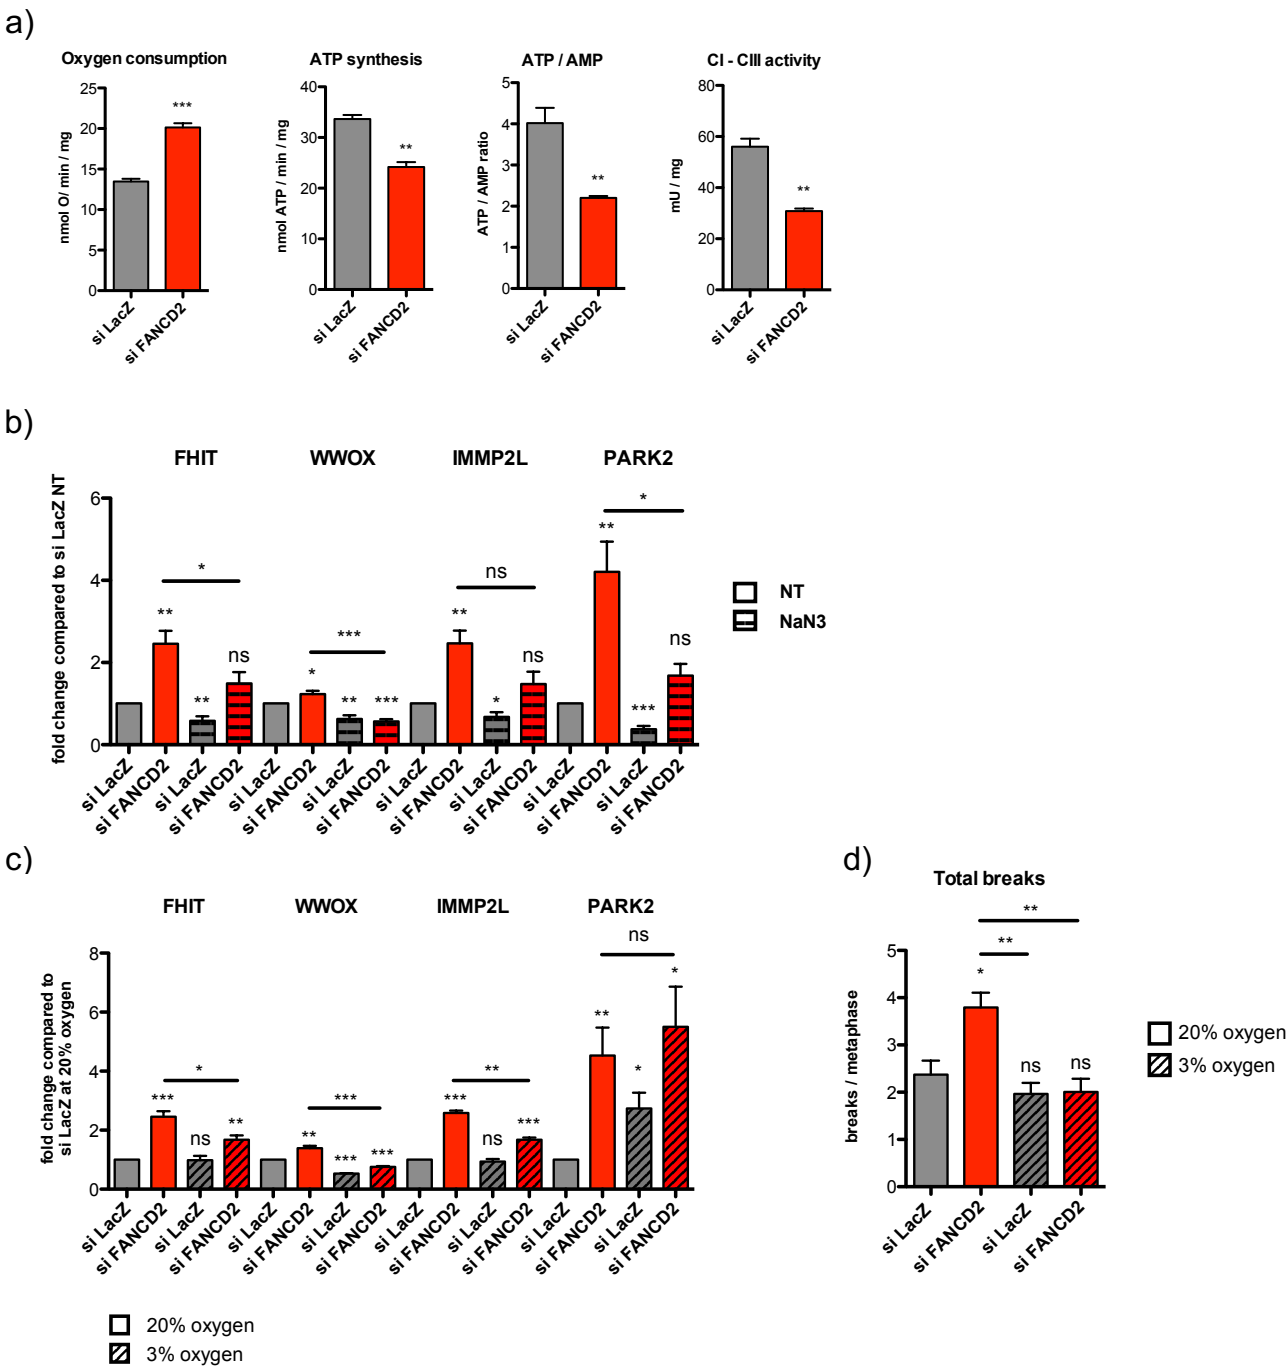 a)
Oxygen consumption
ATP synthesis
ATP / AMP
CI - CIII activity
nmol O/ min / mg
25
20
15
10
5
0
***
si LacZ
si FANCD2
nmol ATP / min / mg
40
30
20
10
0
**
si LacZ
si FANCD2
ATP / AMP ratio
5
4
3
2
1
0
**
si LacZ
si FANCD2
mU / mg
80
60
40
20
0
**
si LacZ
si FANCD2
b)
FHIT
WWOX
IMMP2L
PARK2
fold change compared to si LacZ NT
6
4
2
0
*
**
**
ns
***
*
**
***
ns
**
*
ns
*
**
***
ns
si LacZ
si FANCD2
si LacZ
si FANCD2
si LacZ
si FANCD2
si LacZ
si FANCD2
si LacZ
si FANCD2
si LacZ
si FANCD2
si LacZ
si FANCD2
si LacZ
si FANCD2
NT
NaN3
c)
FHIT
WWOX
IMMP2L
PARK2
fold change compared to
si LacZ at 20% oxygen
8
6
4
2
0
*
***
ns
**
***
**
***
***
**
***
ns
***
ns
**
*
*
si LacZ
si FANCD2
si LacZ
si FANCD2
si LacZ
si FANCD2
si LacZ
si FANCD2
si LacZ
si FANCD2
si LacZ
si FANCD2
si LacZ
si FANCD2
si LacZ
si FANCD2
20% oxygen
3% oxygen
d)
Total breaks
breaks / metaphase
5
4
3
2
1
0
**
**
*
ns
ns
si LacZ
si FANCD2
si LacZ
si FANCD2
20% oxygen
3% oxygen